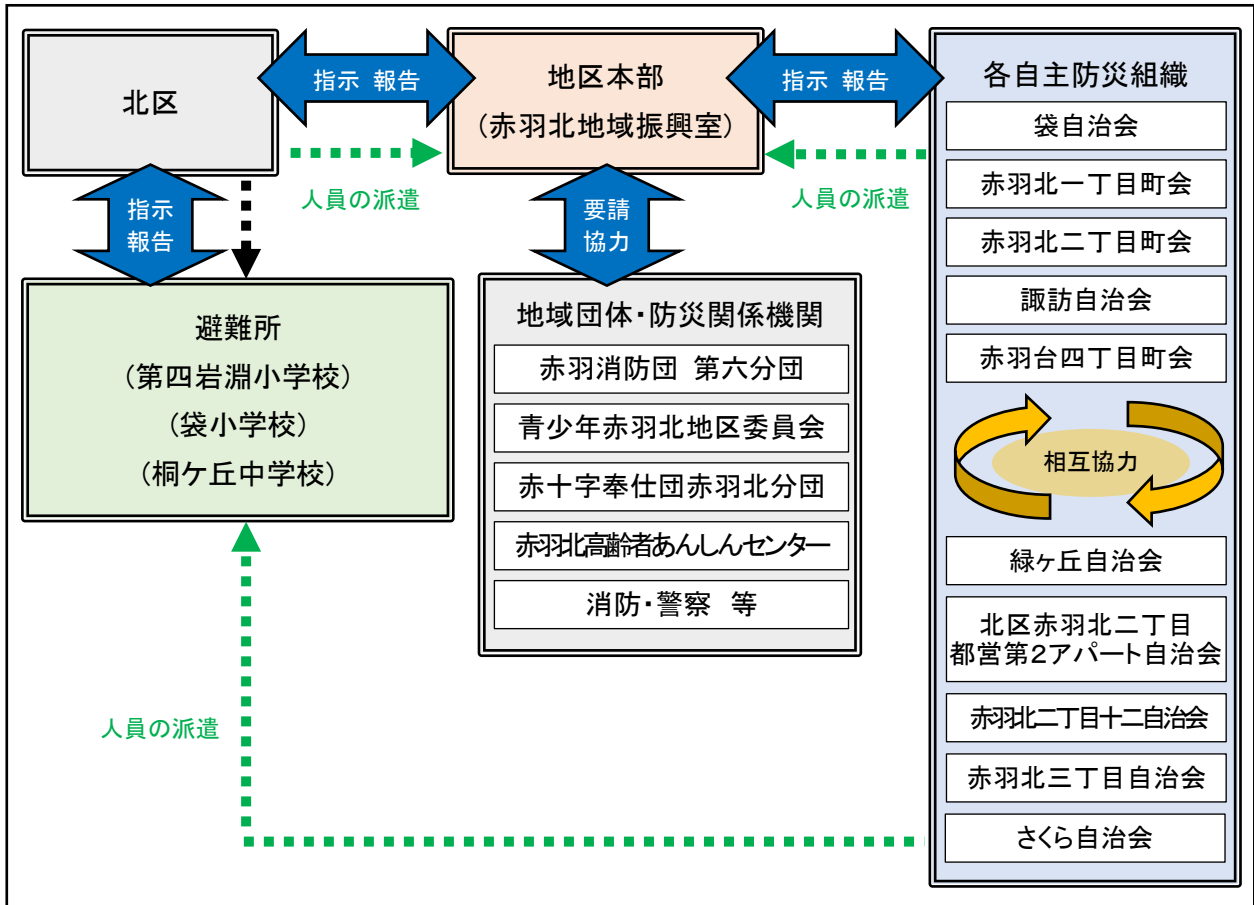 北区
指示 報告
地区本部
(赤羽北地域振興室)
指示 報告
各自主防災組織
袋自治会
赤羽北一丁目町会
赤羽北二丁目町会
諏訪自治会
赤羽台四丁目町会
相互協力
緑ヶ丘自治会
北区赤羽北二丁目
都営第2アパート自治会
赤羽北二丁目十二自治会
赤羽北三丁目自治会
さくら自治会
人員の派遣
人員の派遣
指示
報告
要請
協力
避難所
(第四岩淵小学校)
(袋小学校)
(桐ケ丘中学校)
地域団体・防災関係機関
赤羽消防団 第六分団
青少年赤羽北地区委員会
赤十字奉仕団赤羽北分団
赤羽北高齢者あんしんセンター
消防・警察 等
人員の派遣